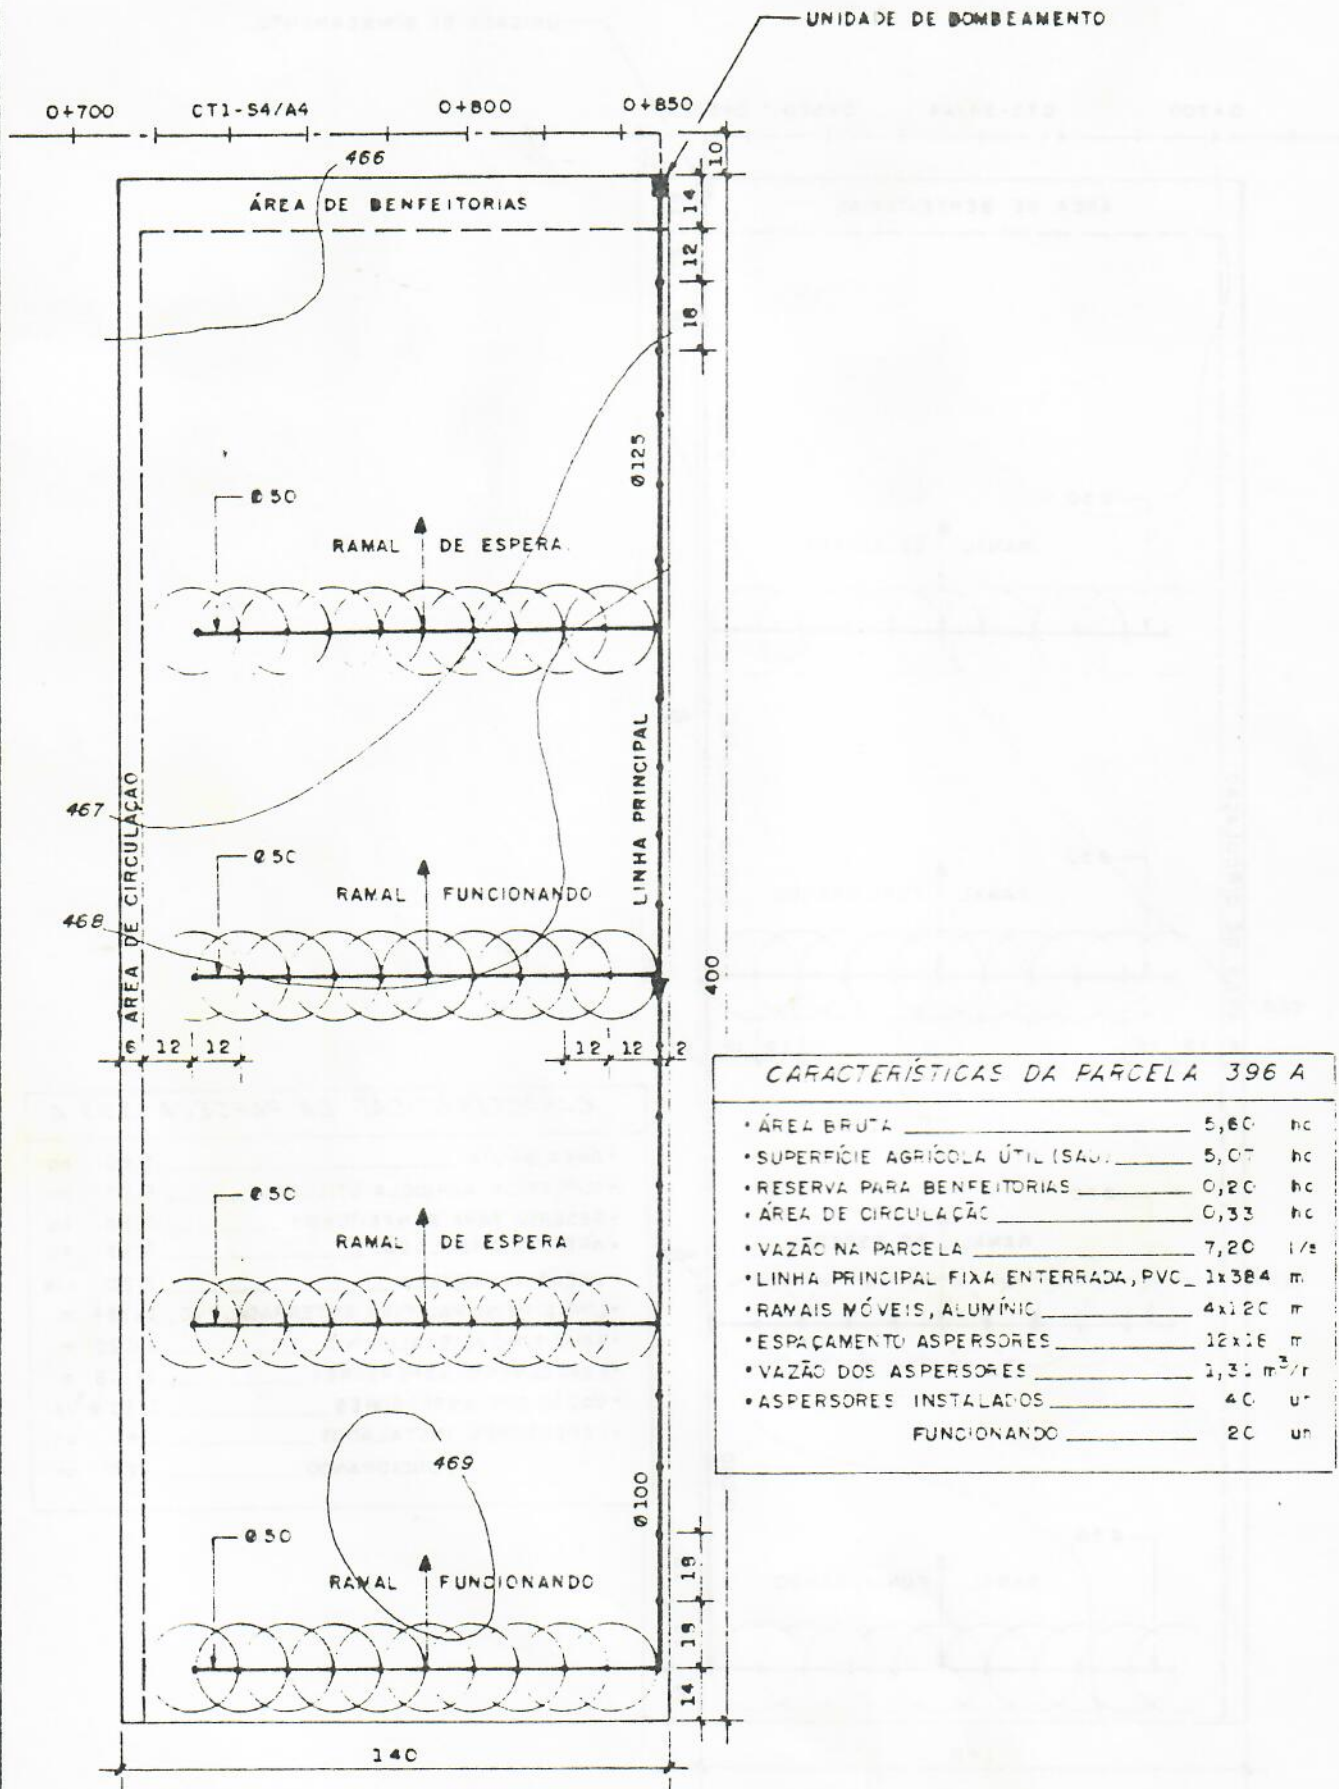 UNIDADE DE BOMBEAMENTO
0+700 CT1-S4/A4 0+800 0+850
10
466
ÁREA DE BENFEITORIAS
14
12
18
Ø125
Ø50
RAMAL DE ESPERA
467
ÁREA DE CIRCULAÇÃO
LINHA PRINCIPAL
Ø50
RAMAL FUNCIONANDO
468
400
6 12 12 12 12 2
CARACTERÍSTICAS DA PARCELA 396 A
•ÁREA BRUTA 5,60 ha
•SUPERFÍCIE AGRÍCOLA ÚTIL (SAU) 5,07 ha
•RESERVA PARA BENFEITORIAS 0,20 ha
•ÁREA DE CIRCULAÇÃO 0,33 ha
•VAZÃO NA PARCELA 7,20 l/s
•LINHA PRINCIPAL FIXA ENTERRADA, PVC 1x384 m
•RAMAIS MÓVEIS, ALUMÍNIO 4x120 m
•ESPAÇAMENTO ASPERSORES 12x18 m
•VAZÃO DOS ASPERSORES m³/h
•ASPERSORES INSTALADOS 40 un
FUNCIONANDO 20 un
Ø50
RAMAL DE ESPERA
469
Ø100
Ø50
RAMAL FUNCIONANDO
18
18
14
140